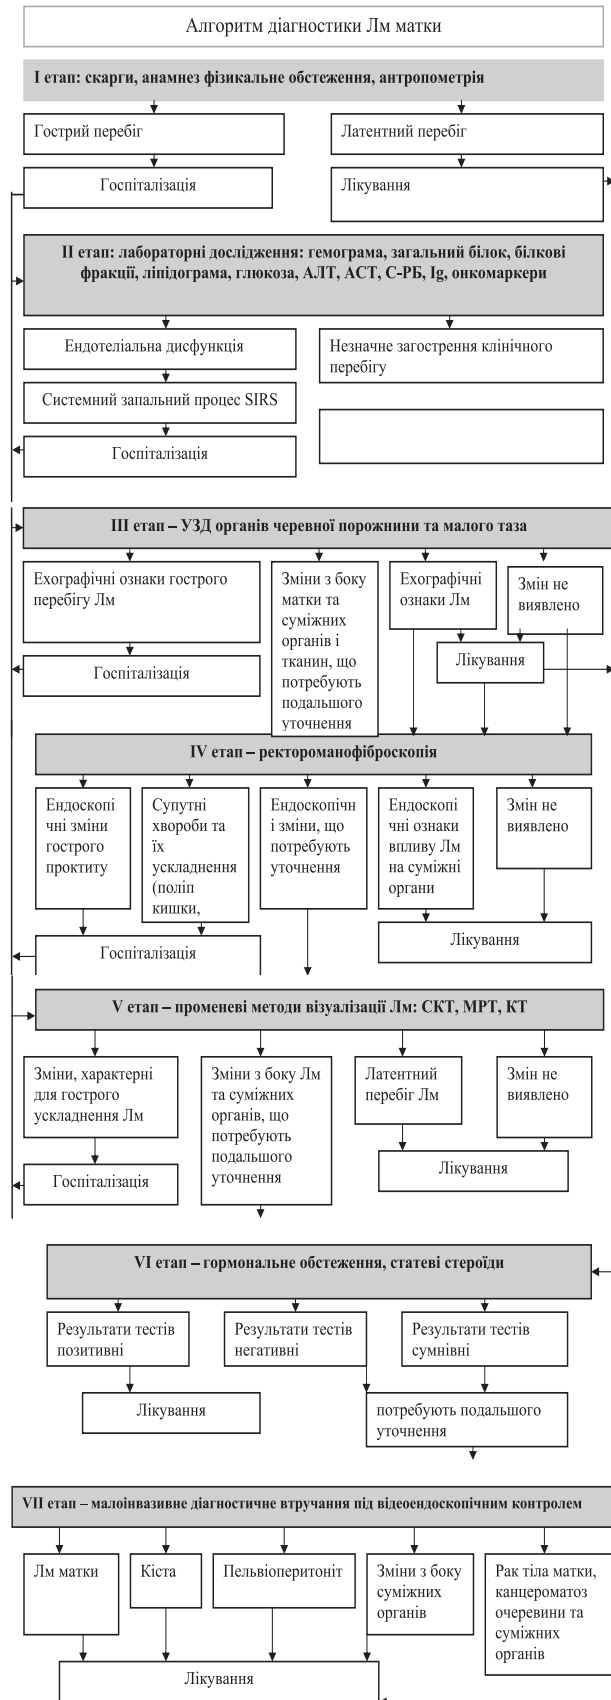 Алгоритм діагностики Лм матки
I етап: скарги, анамнез фізикальне обстеження, антропометрія
Гострий перебіг
Латентний перебіг
Госпіталізація
Лікування
II етап: лабораторні дослідження: гемограма, загальний білок, білкові
фракції, ліпідограма, глюкоза, АЛТ, АСТ, С-РБ, Ig, онкомаркери
Ендотеліальна дисфункція
Незначне загострення клінічного
перебігу
Системний запальний процес SIRS
Госпіталізація
III етап – УЗД органів черевної порожнини та малого таза
Ехографічні ознаки гострого
перебігу Лм
Зміни з боку
матки та
суміжних
органів і
тканин, що
потребують
подальшого
уточнення
Ехографічні
ознаки Лм
Змін не
виявлено
Госпіталізація
Лікування
IV етап – ректороманофіброскопія
Ендоскопі
чні зміни
гострого
проктиту
Супутні
хвороби та
їх
ускладнення
(поліп
кишки,
Ендоскопічн
і зміни, що
потребують
уточнення
Ендоскопі
чні ознаки
впливу Лм
на суміжні
органи
Змін не
виявлено
Госпіталізація
Лікування
V етап – променеві методи візуалізації Лм: СКТ, МРТ, КТ
Зміни, характерні
для гострого
ускладнення Лм
Зміни з боку Лм
та суміжних
органів, що
потребують
подальшого
уточнення
Латентний
перебіг Лм
Змін не
виявлено
Госпіталізація
Лікування
VI етап – гормональне обстеження, статеві стероїди
Результати тестів
позитивні
Результати тестів
негативні
Результати тестів
сумнівні
Лікування
потребують подальшого
уточнення
VII етап – малоінвазивне діагностичне втручання під відеоендоскопічним контролем
Лм матки
Кіста
Пельвіоперитоніт
Зміни з боку
суміжних
органів
Рак тіла матки,
канцероматоз
очеревини та
суміжних
органів
Лікування